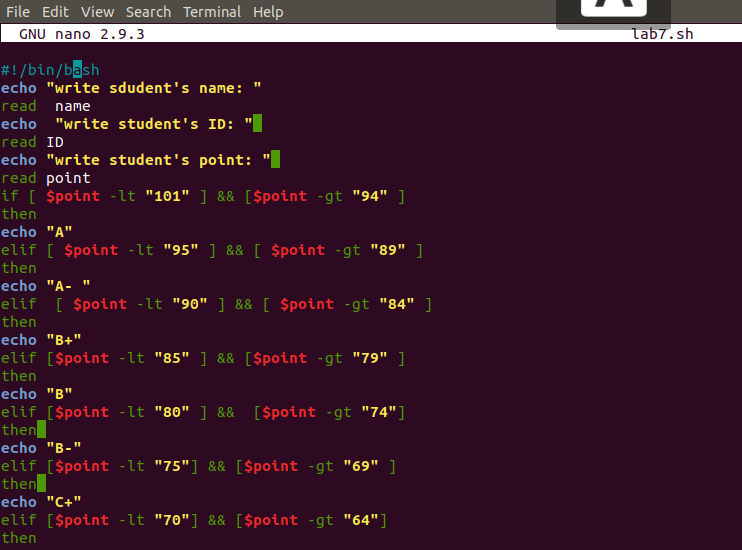 File Edit View Search Terminal Help
GNU nano 2.9.3 lab7.sh
#!/bin/bash
echo "write sdudent's name: "
read  name
echo  "write student's ID: "
read ID
echo "write student's point: "
read point
if [ $point -lt "101" ] && [$point -gt "94" ]
then
echo "A"
elif [ $point -lt "95" ] && [ $point -gt "89" ]
then
echo "A- "
elif  [ $point -lt "90" ] && [ $point -gt "84" ]
then
echo "B+"
elif [$point -lt "85" ] && [$point -gt "79" ]
then
echo "B"
elif [$point -lt "80" ] &&  [$point -gt "74"]
then
echo "B-"
elif [$point -lt "75"] && [$point -gt "69" ]
then
echo "C+"
elif [$point -lt "70"] && [$point -gt "64"]
then